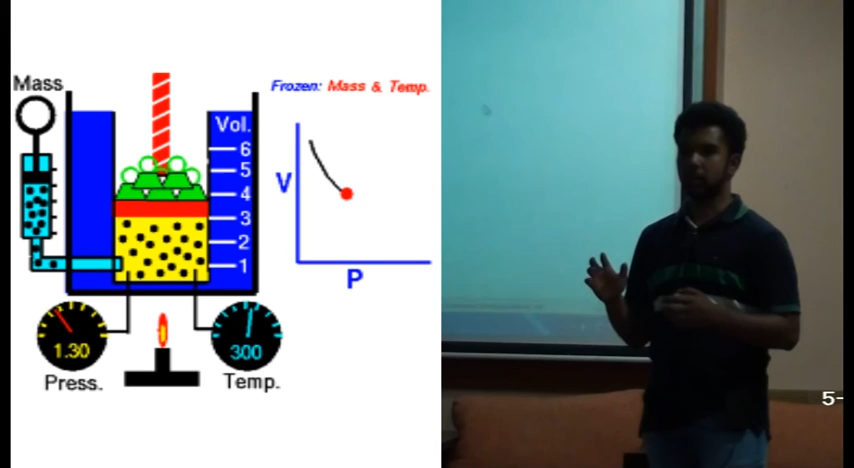 Mass
Frozen: Mass & Temp.
Vol.
6
5
4
3
2
1
V
P
1.30
300
Press.
Temp.
5-